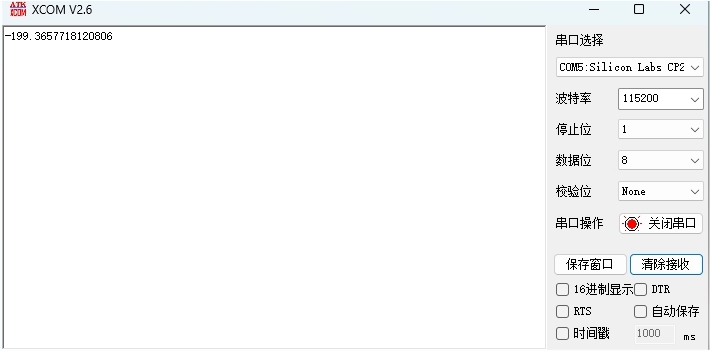 ATK
XCOM
XCOM V2.6
-199.3657718120806
串口选择
COM5:Silicon Labs CP2
波特率
115200
停止位
1
数据位
8
校验位
None
串口操作
关闭串口
保存窗口
清除接收
16进制显示
DTR
RTS
自动保存
时间戳
1000
ms